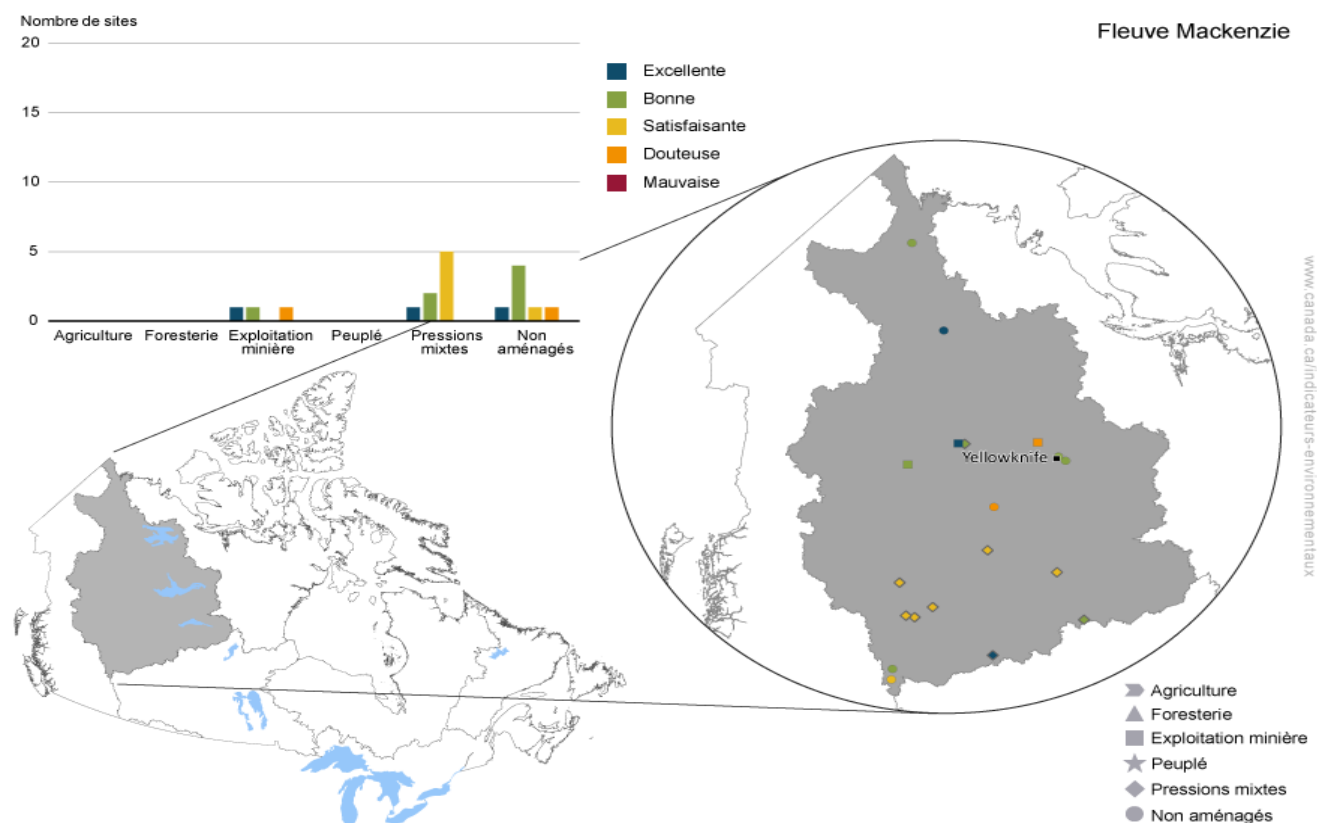 Nombre de sites
Fleuve Mackenzie
20
15
10
5
0
Agriculture
Foresterie
Exploitation
minière
Peuplé
Pressions
mixtes
Non
aménagés
Excellente
Bonne
Satisfaisante
Douteuse
Mauvaise
Yellowknife
www.canada.ca/indicateurs-environnementaux
Agriculture
Foresterie
Exploitation minière
Peuplé
Pressions mixtes
Non aménagés